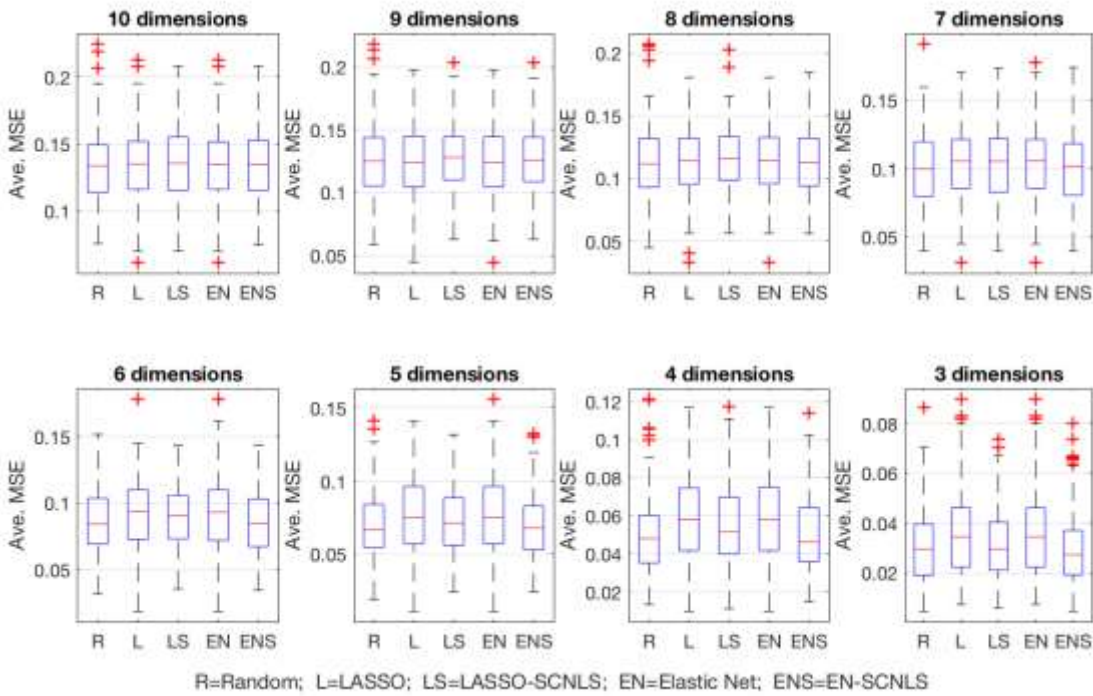 10 dimensions
9 dimensions
8 dimensions
7 dimensions
Ave. MSE
0.2
0.15
0.1
R L LS EN ENS
Ave. MSE
0.2
0.15
0.1
0.05
R L LS EN ENS
Ave. MSE
0.2
0.15
0.1
0.05
R L LS EN ENS
Ave. MSE
0.15
0.1
0.05
R L LS EN ENS
6 dimensions
5 dimensions
4 dimensions
3 dimensions
Ave. MSE
0.15
0.1
0.05
R L LS EN ENS
Ave. MSE
0.15
0.1
0.05
R L LS EN ENS
Ave. MSE
0.12
0.1
0.08
0.06
0.04
0.02
R L LS EN ENS
Ave. MSE
0.08
0.06
0.04
0.02
R L LS EN ENS
R=Random; L=LASSO; LS=LASSO-SCNLS; EN=Elastic Net; ENS=EN-SCNLS